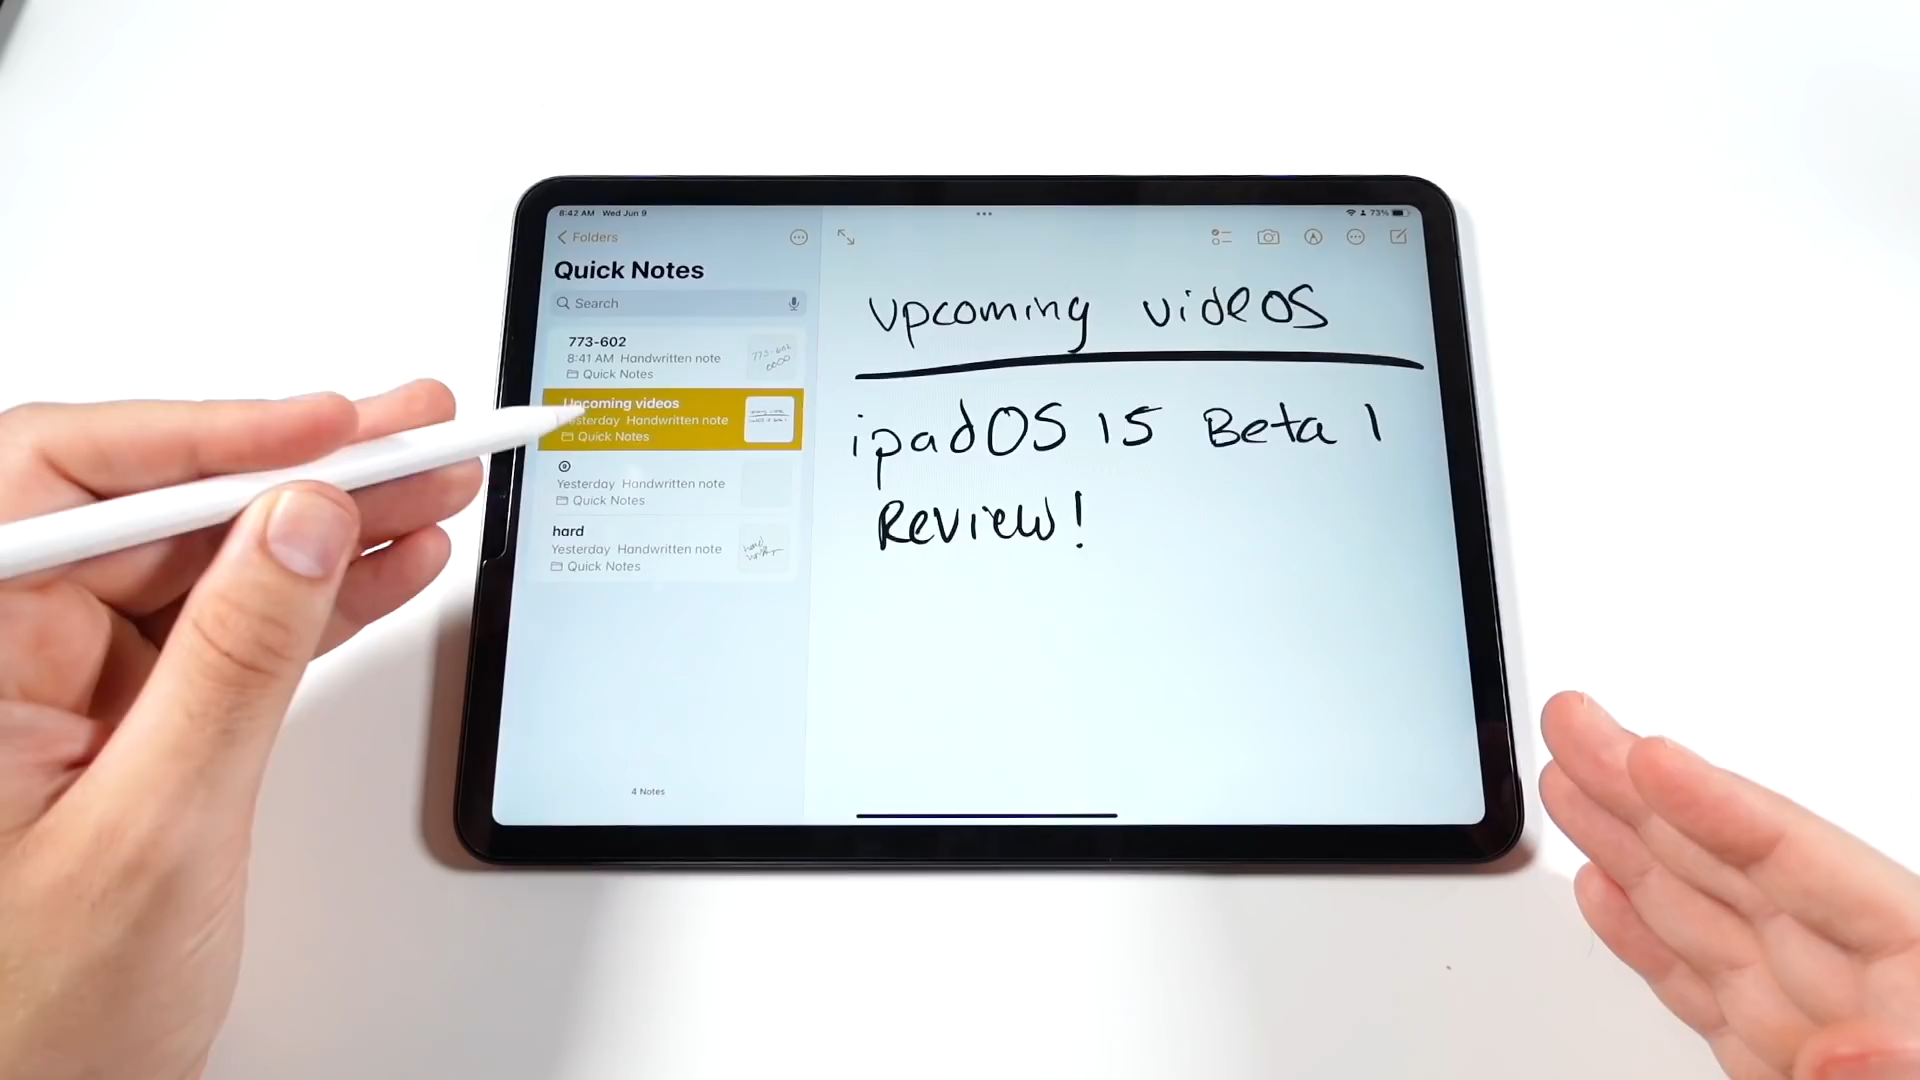 8:42 AM Wed Jun 9
73%
Folders
Quick Notes
Search
773-602
8:41 AM Handwritten note
Quick Notes
Upcoming videos
Yesterday Handwritten note
Quick Notes
Yesterday Handwritten note
Quick Notes
hard
Yesterday Handwritten note
Quick Notes
4 Notes
Upcoming videos
ipadOS 15 Beta 1
Review!